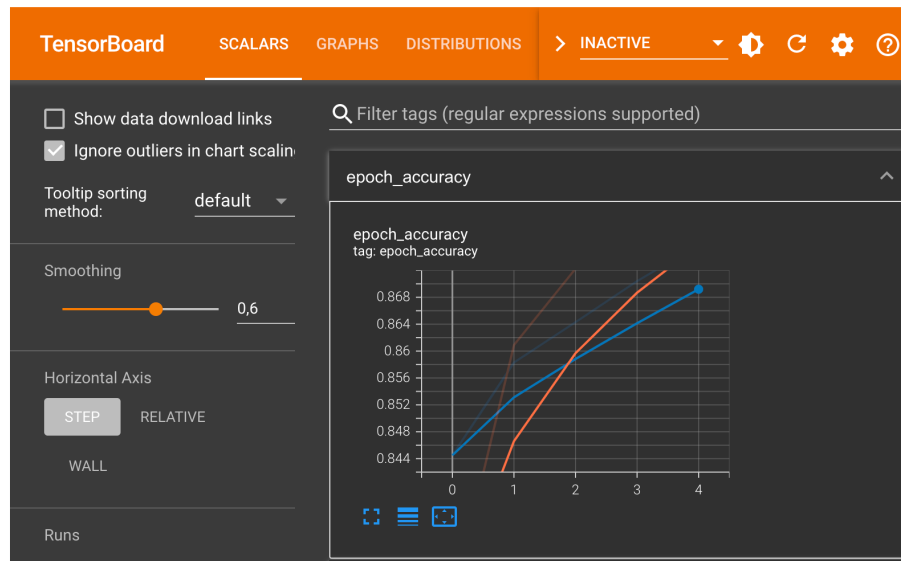 TensorBoard SCALARS GRAPHS DISTRIBUTIONS INACTIVE
Show data download links
Ignore outliers in chart scalin
Tooltip sorting
method:
default
Smoothing
0,6
Horizontal Axis
STEP RELATIVE
WALL
Runs
Filter tags (regular expressions supported)
epoch_accuracy
epoch_accuracy
tag: epoch_accuracy
0.868
0.864
0.86
0.856
0.852
0.848
0.844
0 1 2 3 4